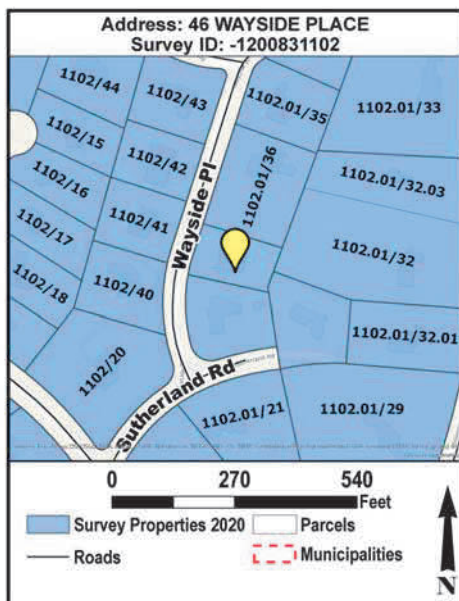 Address: 46 WAYSIDE PLACE
Survey ID: -1200831102
1102/44
1102/43
1102.01/35
1102.01/33
1102/15
1102/42
1102.01/36
1102.01/32.03
1102/16
1102/17
1102/41
Wayside Pl
1102.01/32
1102/18
1102/40
1102.01/32.01
1102/20
Sutherland Rd
1102.01/21
1102.01/29
0 270 540
Feet
Survey Properties 2020
Parcels
Roads
Municipalities
N